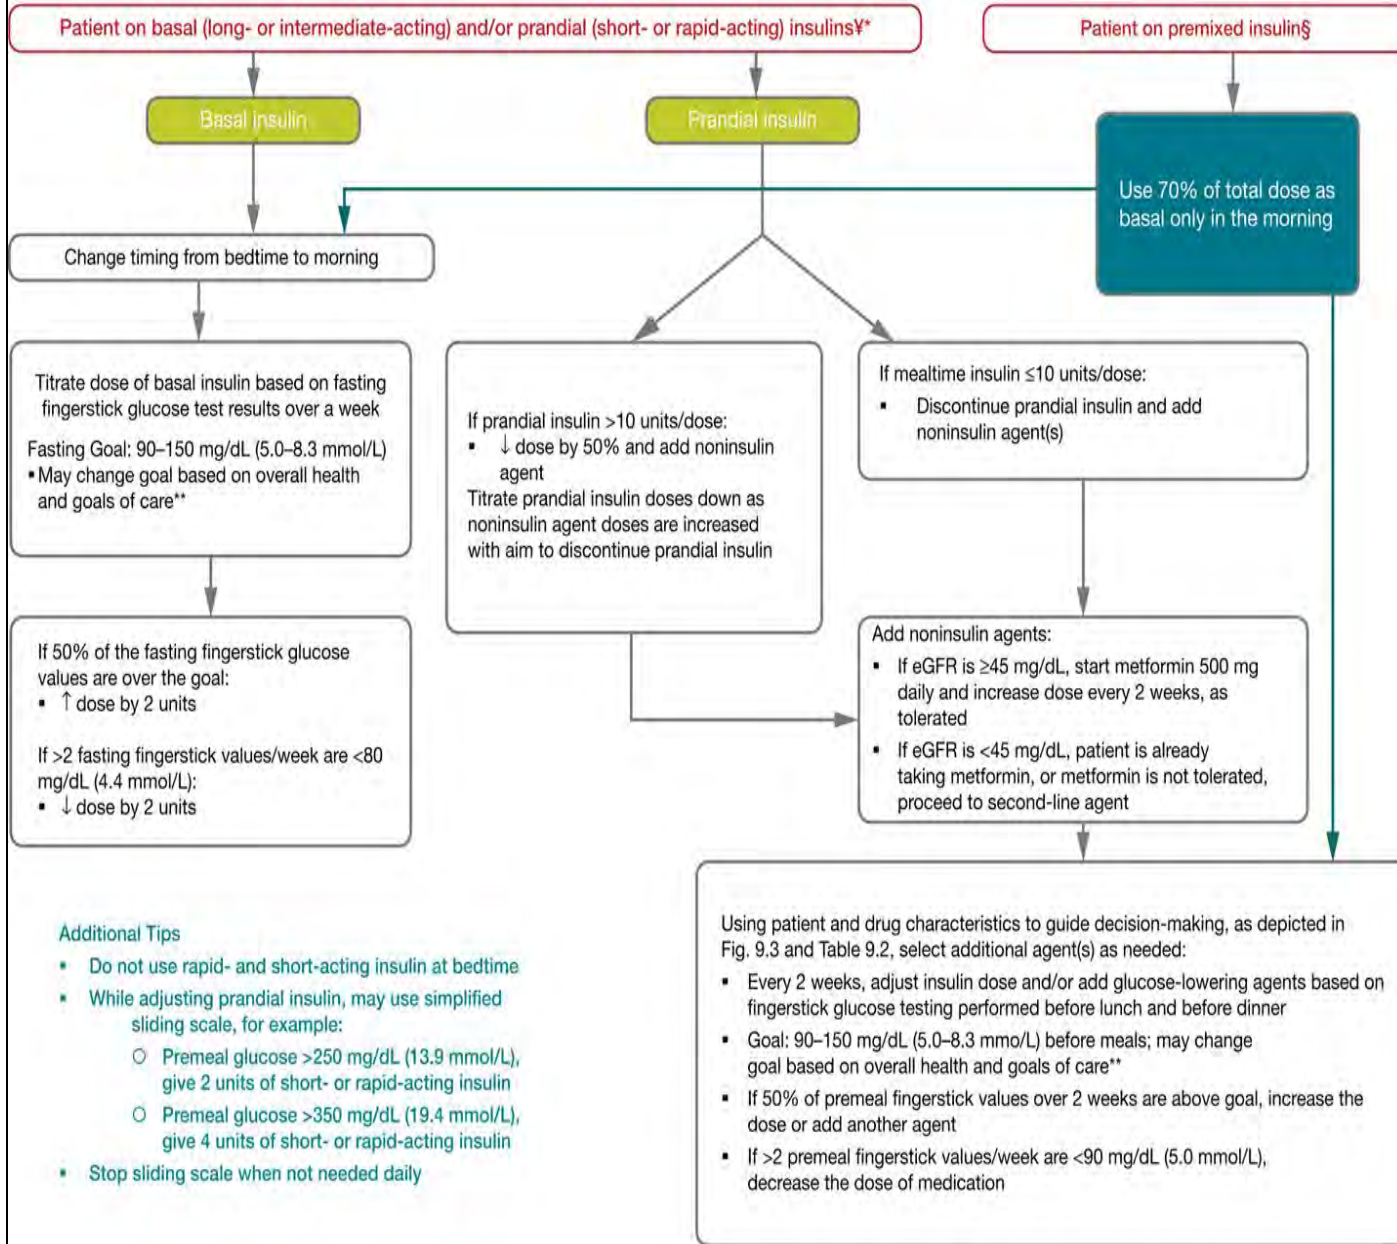 Patient on basal (long- or intermediate-acting) and/or prandial (short- or rapid-acting) insulins¥*
Patient on premixed insulin§
Basal insulin
Prandial insulin
Use 70% of total dose as
basal only in the morning
Change timing from bedtime to morning
Titrate dose of basal insulin based on fasting
fingerstick glucose test results over a week
Fasting Goal: 90–150 mg/dL (5.0–8.3 mmol/L)
▪ May change goal based on overall health
and goals of care**
If 50% of the fasting fingerstick glucose
values are over the goal:
▪ ↑ dose by 2 units
If >2 fasting fingerstick values/week are <80
mg/dL (4.4 mmol/L):
▪ ↓ dose by 2 units
If prandial insulin >10 units/dose:
▪ ↓ dose by 50% and add noninsulin
agent
Titrate prandial insulin doses down as
noninsulin agent doses are increased
with aim to discontinue prandial insulin
If mealtime insulin ≤10 units/dose:
▪ Discontinue prandial insulin and add
noninsulin agent(s)
Add noninsulin agents:
▪ If eGFR is ≥45 mg/dL, start metformin 500 mg
daily and increase dose every 2 weeks, as
tolerated
▪ If eGFR is <45 mg/dL, patient is already
taking metformin, or metformin is not tolerated,
proceed to second-line agent
Using patient and drug characteristics to guide decision-making, as depicted in
Fig. 9.3 and Table 9.2, select additional agent(s) as needed:
▪ Every 2 weeks, adjust insulin dose and/or add glucose-lowering agents based on
fingerstick glucose testing performed before lunch and before dinner
▪ Goal: 90–150 mg/dL (5.0–8.3 mmo/L) before meals; may change
goal based on overall health and goals of care**
▪ If 50% of premeal fingerstick values over 2 weeks are above goal, increase the
dose or add another agent
▪ If >2 premeal fingerstick values/week are <90 mg/dL (5.0 mmol/L),
decrease the dose of medication
Additional Tips
▪ Do not use rapid- and short-acting insulin at bedtime
▪ While adjusting prandial insulin, may use simplified
sliding scale, for example:
○ Premeal glucose >250 mg/dL (13.9 mmol/L),
give 2 units of short- or rapid-acting insulin
○ Premeal glucose >350 mg/dL (19.4 mmol/L),
give 4 units of short- or rapid-acting insulin
▪ Stop sliding scale when not needed daily